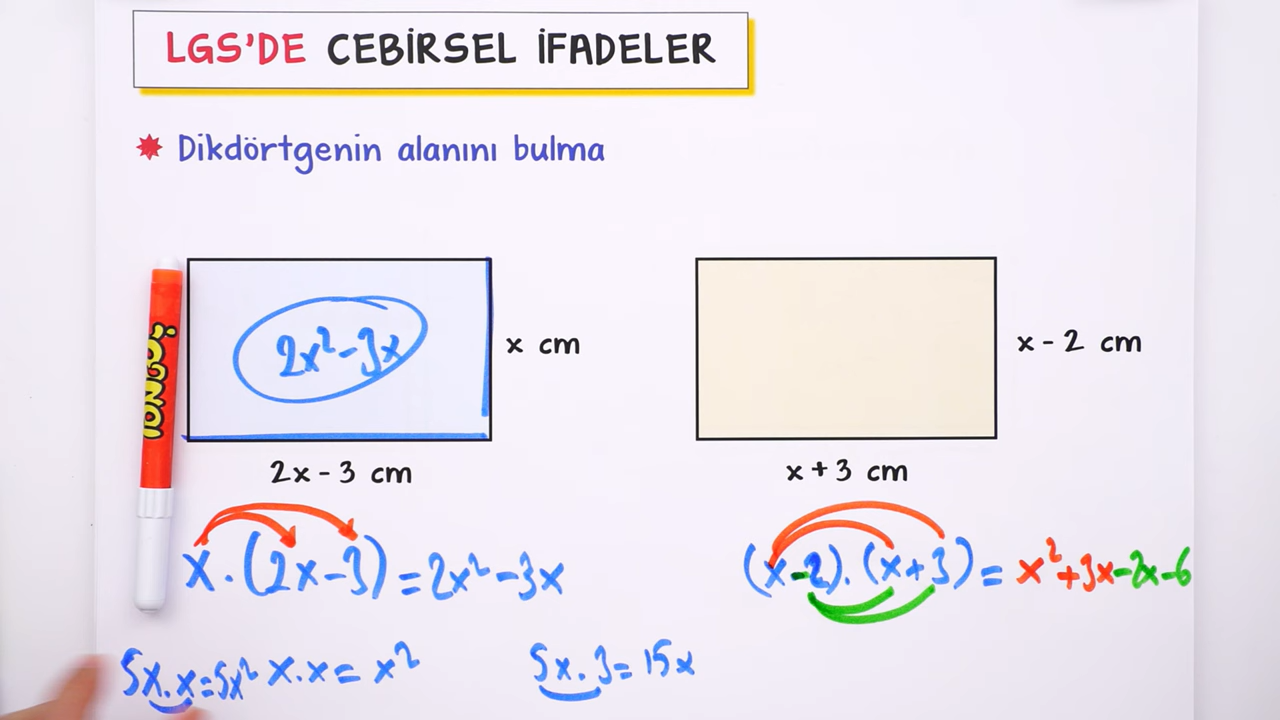 LGS'DE CEBİRSEL İFADELER
Dikdörtgenin alanını bulma
TONGUÇ
2x²-3x
x cm
2x - 3 cm
x - 2 cm
x + 3 cm
x.(2x-3)=2x²-3x
(x-2).(x+3)=x²+3x-2x-6
5x.x=5x² x.x=x²
5x.3=15x